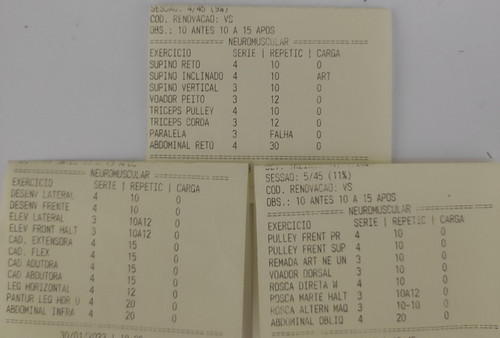 SESSAO: 4/45 (9%)
COD. RENOVACAO: VS
OBS.: 10 ANTES 10 A 15 APOS
========== NEUROMUSCULAR ==========
EXERCICIO SERIE | REPETIC | CARGA
SUPINO RETO 4 10 0
SUPINO INCLINADO 4 10 ART
SUPINO VERTICAL 3 10 0
VOADOR PEITO 3 12 0
TRICEPS PULLEY 4 10 0
TRICEPS CORDA 3 12 0
PARALELA 3 FALHA 0
ABDOMINAL RETO 4 30 0
========== NEUROMUSCULAR ==========
EXERCICIO SERIE | REPETIC | CARGA
DESENV LATERAL 4 10 0
DESENV FRENTE 4 10 0
ELEV LATERAL 3 10A12 0
ELEV FRONT HALT 3 10A12 0
CAD. EXTENSORA 4 15 0
CAD. FLEX 4 15 0
CAD ADUTORA 4 15 0
CAD ABDUTORA 4 15 0
LEG HORIZONTAL 4 12 0
PANTUR LEG HOR U 4 20 0
ABDOMINAL INFRA 4 20 0
30/01/2023
SESSAO: 5/45 (11%)
COD. RENOVACAO: VS
OBS.: 10 ANTES 10 A 15 APOS
========== NEUROMUSCULAR ==========
EXERCICIO SERIE | REPETIC | CARGA
PULLEY FRENT PR 4 10 0
PULLEY FRENT SUP 4 10 0
REMADA ART NE UN 3 10 0
VOADOR DORSAL 3 10 0
ROSCA DIRETA W 4 10 0
ROSCA MARTE HALT 3 10A12 0
ROSCA ALTERN MAQ 3 10-10 0
ABDOMINAL OBLIQ 4 20 0